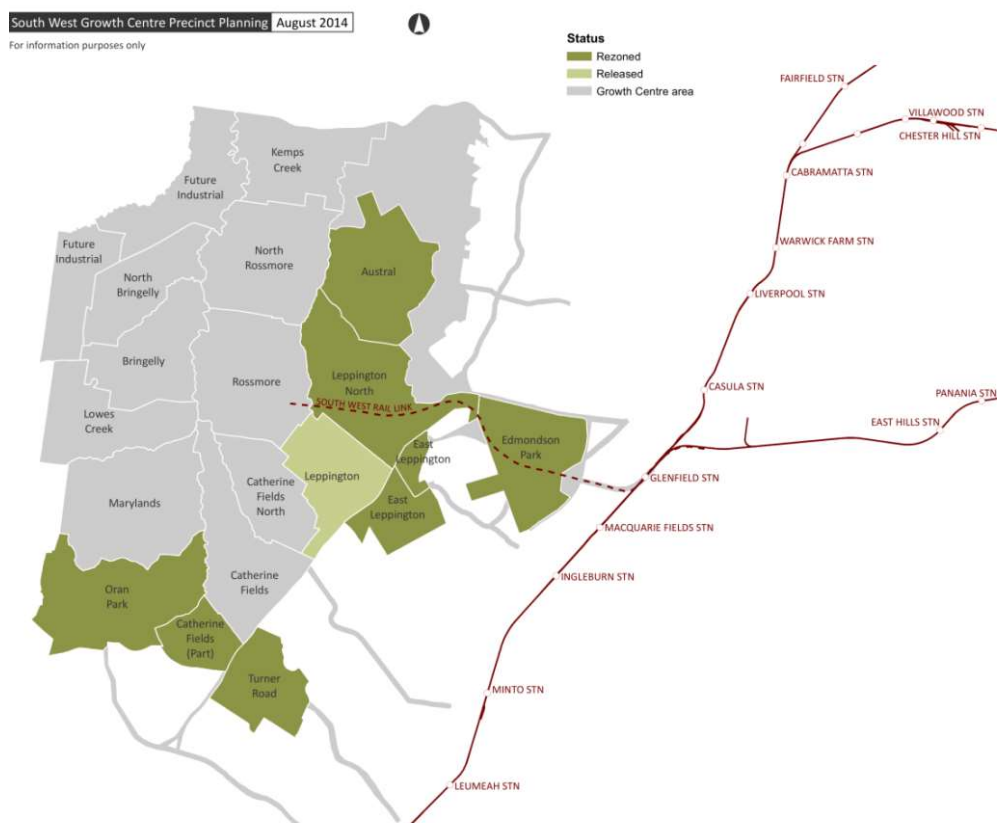 South West Growth Centre Precinct Planning August 2014
For information purposes only
Status
Rezoned
Released
Growth Centre area
FAIRFIELD STN
VILLAWOOD STN
CHESTER HILL STN
CABRAMATTA STN
WARWICK FARM STN
LIVERPOOL STN
CASULA STN
PANANIA STN
EAST HILLS STN
GLENFIELD STN
MACQUARIE FIELDS STN
INGLEBURN STN
MINTO STN
LEUMEAH STN
Kemps
Creek
Future
Industrial
Future
Industrial
North
Rossmore
Austral
North
Bringelly
Bringelly
Rossmore
Leppington
North
SOUTH WEST RAIL LINK
Lowes
Creek
East
Leppington
Edmondson
Park
Leppington
Catherine
Fields
North
Marylands
East
Leppington
Catherine
Fields
Oran
Park
Catherine
Fields
(Part)
Turner
Road